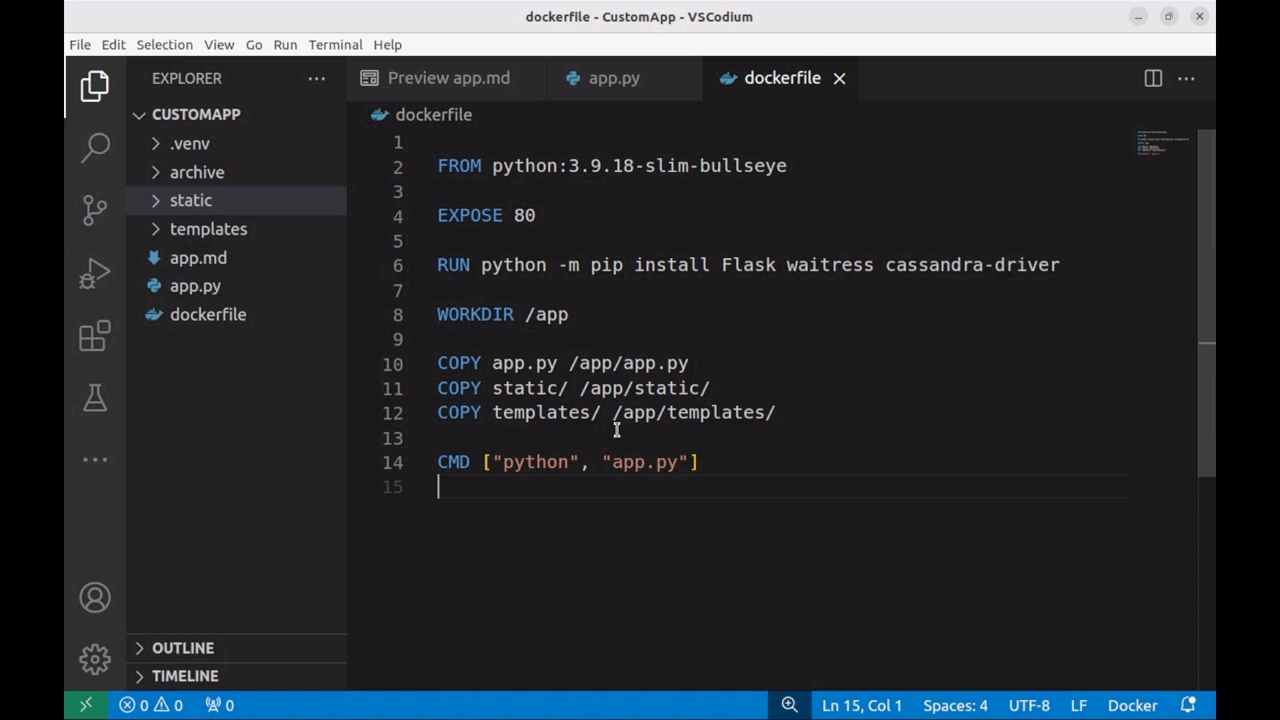 dockerfile - CustomApp - VSCodium
File Edit Selection View Go Run Terminal Help
EXPLORER
Preview app.md
app.py
dockerfile
CUSTOMAPP
.venv
archive
static
templates
app.md
app.py
dockerfile
OUTLINE
TIMELINE
dockerfile
1
2 FROM python:3.9.18-slim-bullseye
3
4 EXPOSE 80
5
6 RUN python -m pip install Flask waitress cassandra-driver
7
8 WORKDIR /app
9
10 COPY app.py /app/app.py
11 COPY static/ /app/static/
12 COPY templates/ /app/templates/
13
14 CMD ["python", "app.py"]
15
0 0 0 Ln 15, Col 1 Spaces: 4 UTF-8 LF Docker